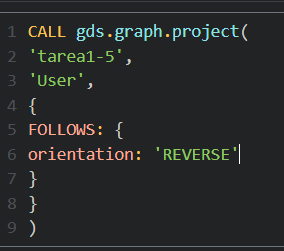 1 CALL gds.graph.project(
2 'tarea1-5',
3 'User',
4 {
5 FOLLOWS: {
6 orientation: 'REVERSE'
7 }
8 }
9 )